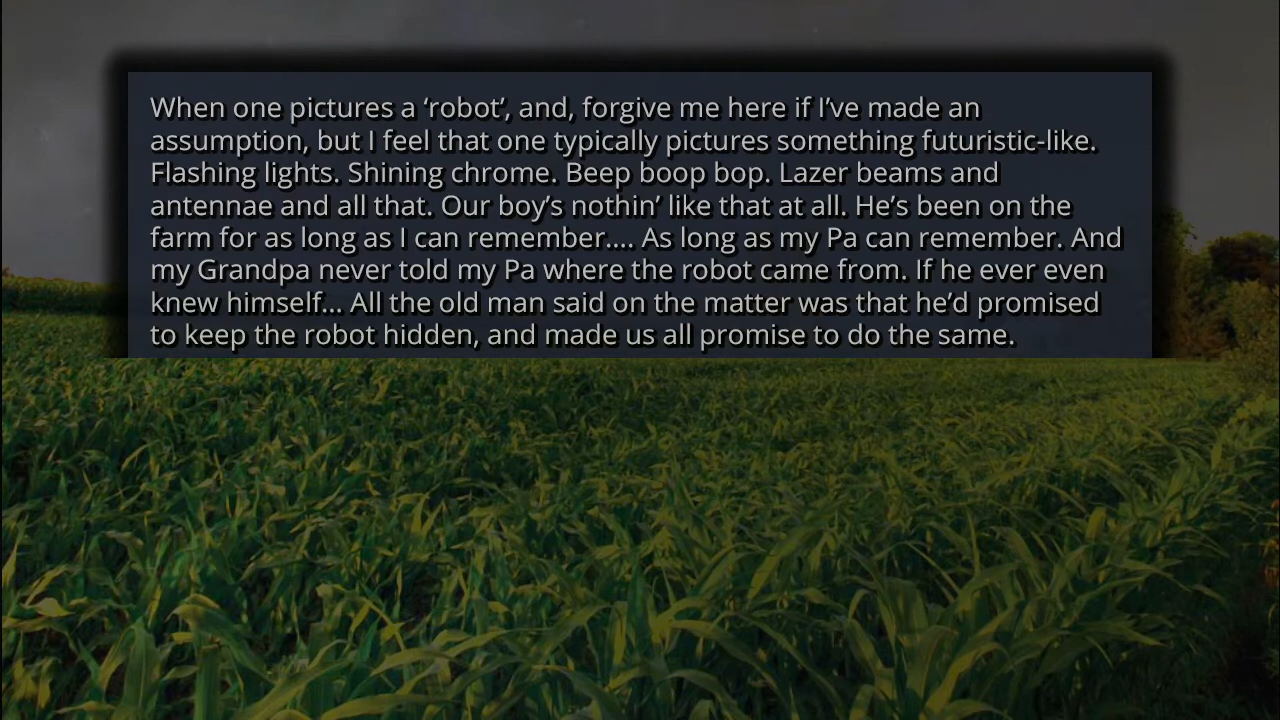 When one pictures a ‘robot’, and, forgive me here if I’ve made an
assumption, but I feel that one typically pictures something futuristic-like.
Flashing lights. Shining chrome. Beep boop bop. Lazer beams and
antennae and all that. Our boy’s nothin’ like that at all. He’s been on the
farm for as long as I can remember.... As long as my Pa can remember. And
my Grandpa never told my Pa where the robot came from. If he ever even
knew himself... All the old man said on the matter was that he’d promised
to keep the robot hidden, and made us all promise to do the same.